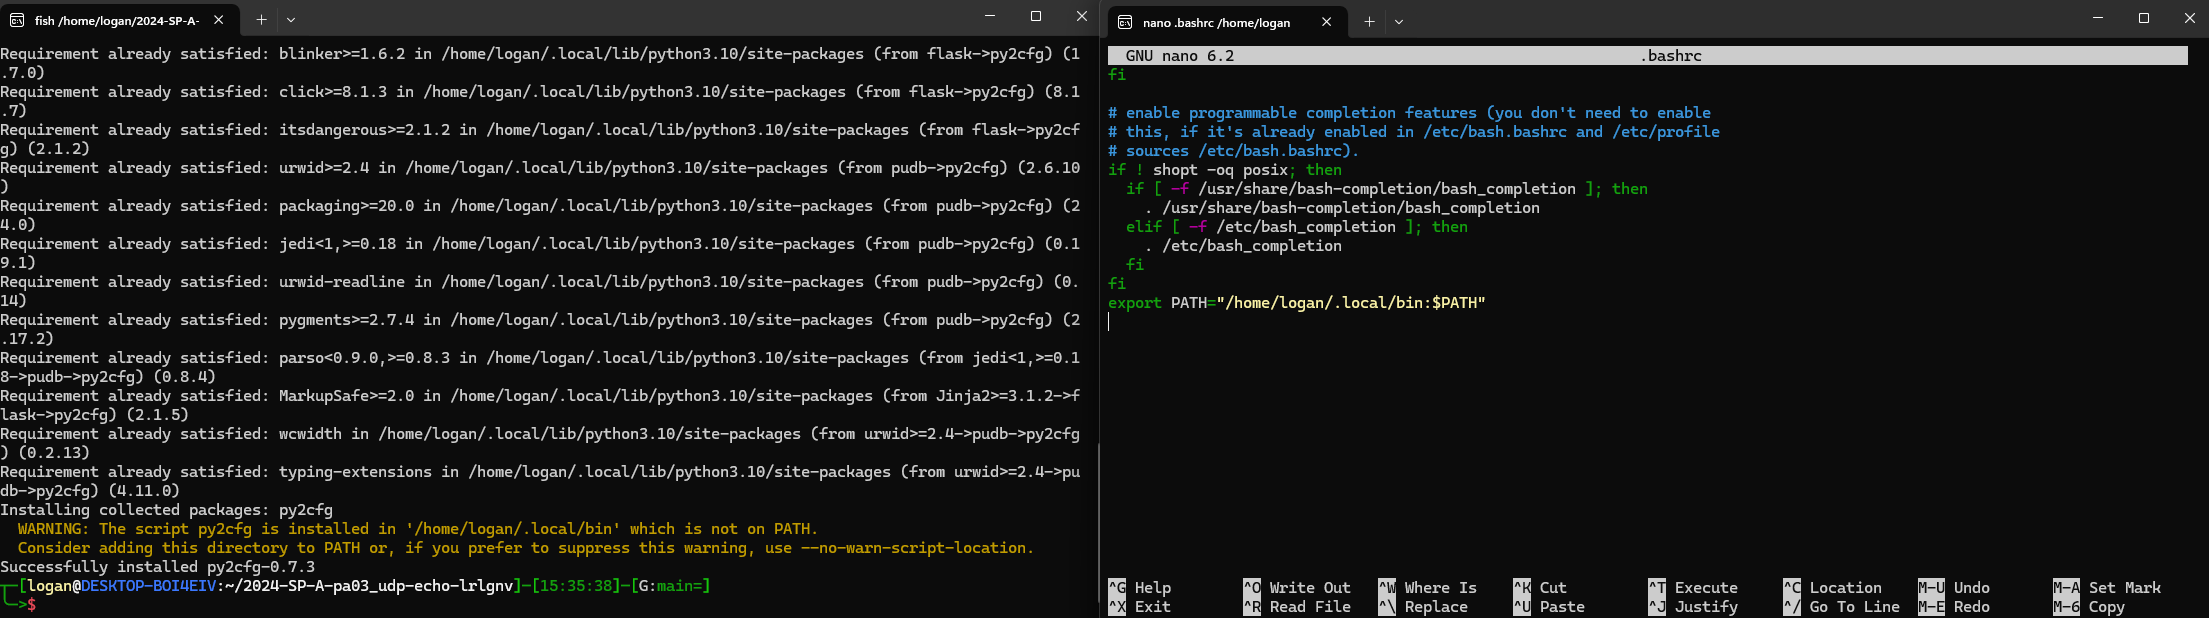 fish /home/logan/2024-SP-A-
Requirement already satisfied: blinker>=1.6.2 in /home/logan/.local/lib/python3.10/site-packages (from flask->py2cfg) (1
.7.0)
Requirement already satisfied: click>=8.1.3 in /home/logan/.local/lib/python3.10/site-packages (from flask->py2cfg) (8.1
.7)
Requirement already satisfied: itsdangerous>=2.1.2 in /home/logan/.local/lib/python3.10/site-packages (from flask->py2cf
g) (2.1.2)
Requirement already satisfied: urwid>=2.4 in /home/logan/.local/lib/python3.10/site-packages (from pudb->py2cfg) (2.6.10
)
Requirement already satisfied: packaging>=20.0 in /home/logan/.local/lib/python3.10/site-packages (from pudb->py2cfg) (2
4.0)
Requirement already satisfied: jedi<1,>=0.18 in /home/logan/.local/lib/python3.10/site-packages (from pudb->py2cfg) (0.1
9.1)
Requirement already satisfied: urwid-readline in /home/logan/.local/lib/python3.10/site-packages (from pudb->py2cfg) (0.
14)
Requirement already satisfied: pygments>=2.7.4 in /home/logan/.local/lib/python3.10/site-packages (from pudb->py2cfg) (2
.17.2)
Requirement already satisfied: parso<0.9.0,>=0.8.3 in /home/logan/.local/lib/python3.10/site-packages (from jedi<1,>=0.1
8->pudb->py2cfg) (0.8.4)
Requirement already satisfied: MarkupSafe>=2.0 in /home/logan/.local/lib/python3.10/site-packages (from Jinja2>=3.1.2->f
lask->py2cfg) (2.1.5)
Requirement already satisfied: wcwidth in /home/logan/.local/lib/python3.10/site-packages (from urwid>=2.4->pudb->py2cfg
) (0.2.13)
Requirement already satisfied: typing-extensions in /home/logan/.local/lib/python3.10/site-packages (from urwid>=2.4->pu
db->py2cfg) (4.11.0)
Installing collected packages: py2cfg
  WARNING: The script py2cfg is installed in '/home/logan/.local/bin' which is not on PATH.
  Consider adding this directory to PATH or, if you prefer to suppress this warning, use --no-warn-script-location.
Successfully installed py2cfg-0.7.3
┬─[logan@DESKTOP-BOI4EIV:~/2024-SP-A-pa03_udp-echo-lrlgnv]─[15:35:38]─[G:main=]
╰─>$
nano .bashrc /home/logan
GNU nano 6.2 .bashrc
fi
# enable programmable completion features (you don't need to enable
# this, if it's already enabled in /etc/bash.bashrc and /etc/profile
# sources /etc/bash.bashrc).
if ! shopt -oq posix; then
  if [ -f /usr/share/bash-completion/bash_completion ]; then
    . /usr/share/bash-completion/bash_completion
  elif [ -f /etc/bash_completion ]; then
    . /etc/bash_completion
  fi
fi
export PATH="/home/logan/.local/bin:$PATH"
^G Help ^O Write Out ^W Where Is ^K Cut ^T Execute ^C Location M-U Undo M-A Set Mark
^X Exit ^R Read File ^\ Replace ^U Paste ^J Justify ^/ Go To Line M-E Redo M-6 Copy